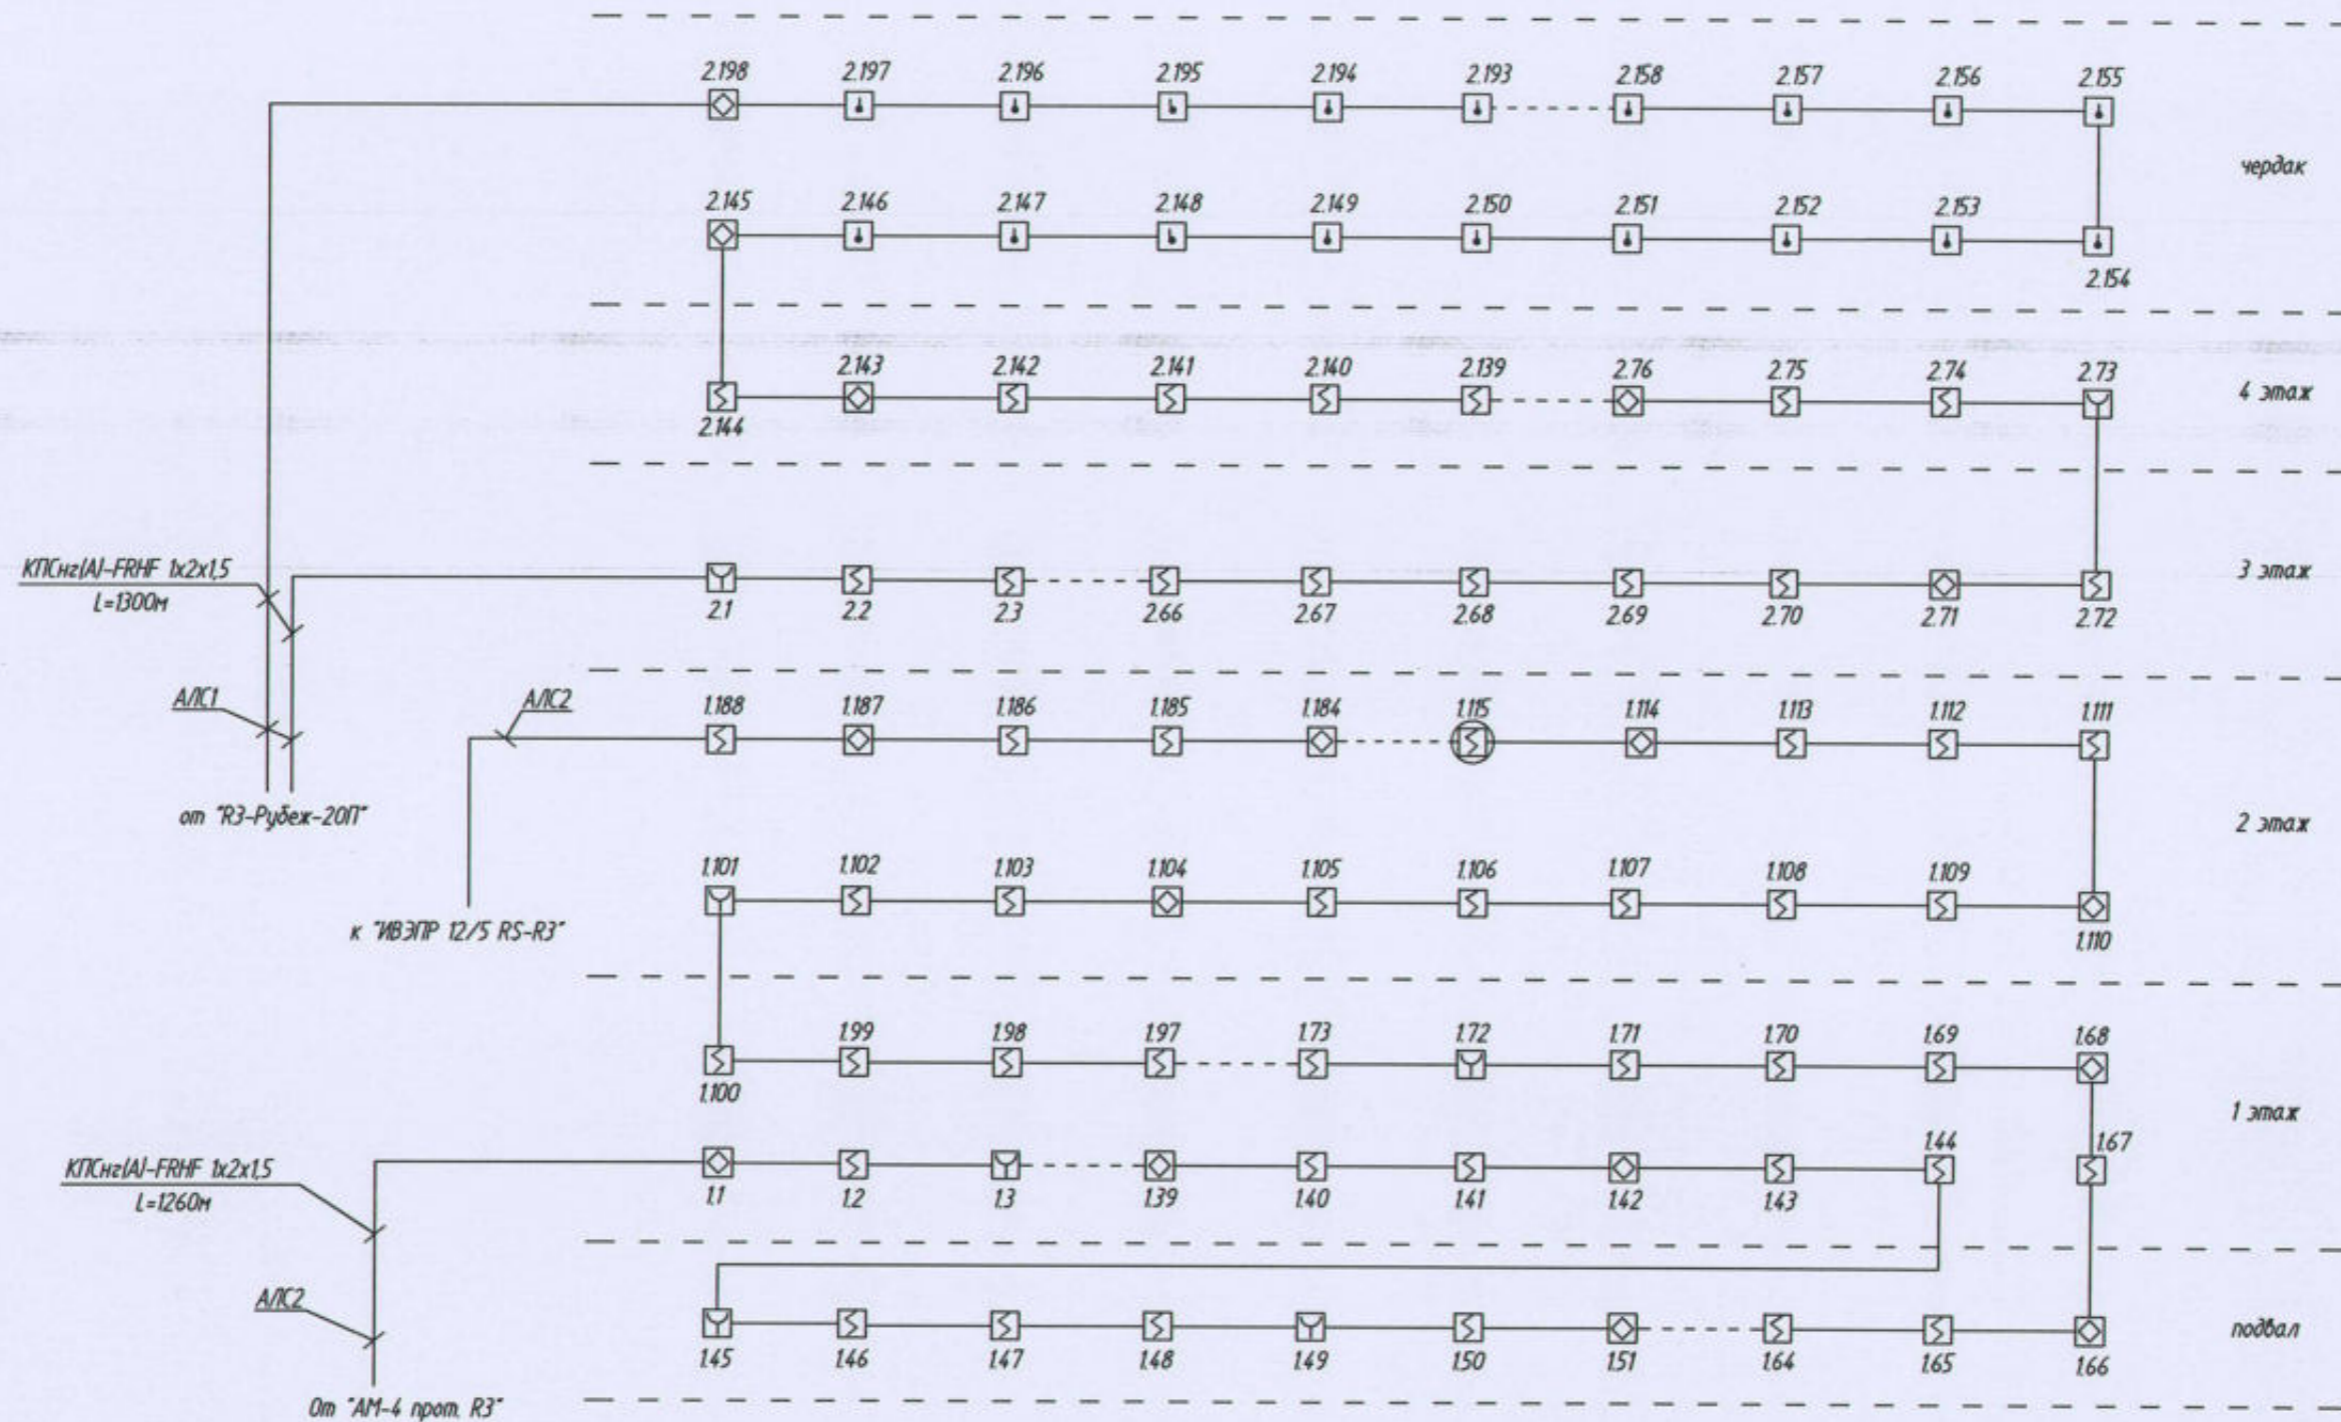 2.198 2.197 2.196 2.195 2.194 2.193 2.158 2.157 2.156 2.155
чердак
2.145 2.146 2.147 2.148 2.149 2.150 2.151 2.152 2.153
2.154
2.143 2.142 2.141 2.140 2.139 2.76 2.75 2.74 2.73
4 этаж
2.144
КПСнг(А)-FRHF 1х2х1,5
L=1300м
3 этаж
2.1 2.2 2.3 2.66 2.67 2.68 2.69 2.70 2.71 2.72
АЛС1
АЛС2
1.188 1.187 1.186 1.185 1.184 1.115 1.114 1.113 1.112 1.111
от "R3-Рубеж-20П"
2 этаж
1.101 1.102 1.103 1.104 1.105 1.106 1.107 1.108 1.109
к "ИВЭПР 12/5 RS-R3"
1.110
1.99 1.98 1.97 1.73 1.72 1.71 1.70 1.69 1.68
1.100
1 этаж
1.44 1.67
КПСнг(А)-FRHF 1х2х1,5
L=1260м
1.1 1.2 1.3 1.39 1.40 1.41 1.42 1.43
АЛС2
подвал
1.45 1.46 1.47 1.48 1.49 1.50 1.51 1.64 1.65 1.66
От "АМ-4 прот. R3"